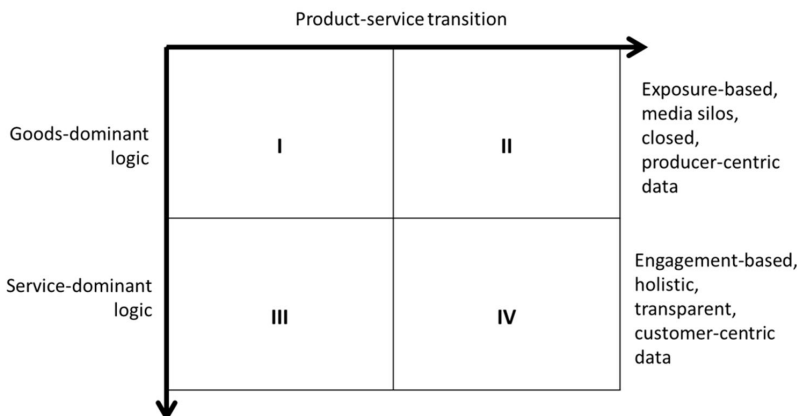 Product-service transition
Goods-dominant
logic
I
II
Exposure-based,
media silos,
closed,
producer-centric
data
Service-dominant
logic
III
IV
Engagement-based,
holistic,
transparent,
customer-centric
data